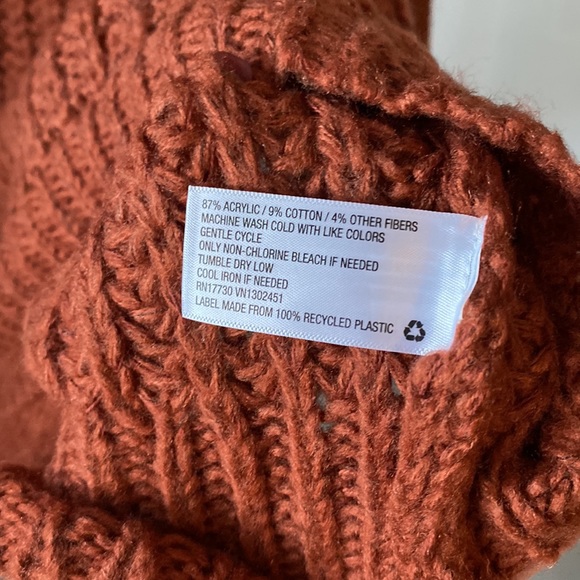 87% ACRYLIC / 9% COTTON / 4% OTHER FIBERS
MACHINE WASH COLD WITH LIKE COLORS
GENTLE CYCLE
ONLY NON-CHLORINE BLEACH IF NEEDED
TUMBLE DRY LOW
COOL IRON IF NEEDED
RN17730 VN1302451
LABEL MADE FROM 100% RECYCLED PLASTIC